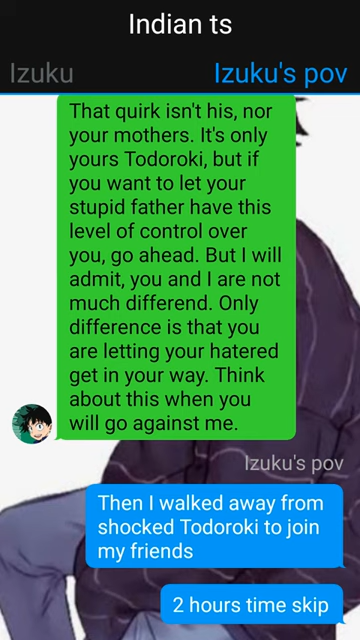 Indian ts
Izuku
Izuku's pov
That quirk isn't his, nor
your mothers. It's only
yours Todoroki, but if
you want to let your
stupid father have this
level of control over
you, go ahead. But I will
admit, you and I are not
much differend. Only
difference is that you
are letting your hatered
get in your way. Think
about this when you
will go against me.
Izuku's pov
Then I walked away from
shocked Todoroki to join
my friends
2 hours time skip